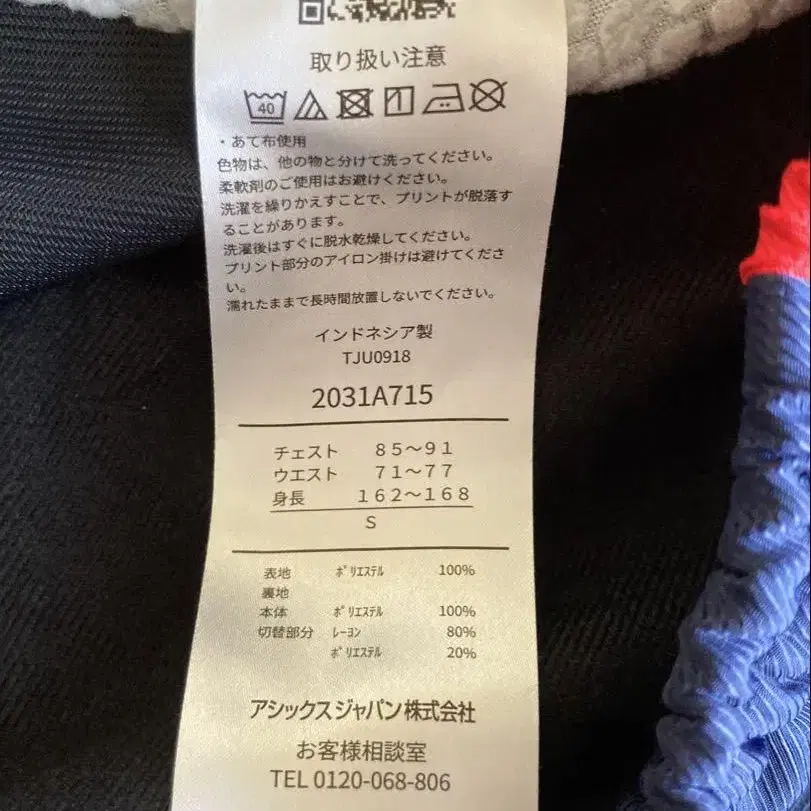 取り扱い注意
40
・あて布使用
色物は、他の物と分けて洗ってください。
柔軟剤のご使用はお避けください。
洗濯を繰りかえすことで、プリントが脱落す
ることがあります。
洗濯後はすぐに脱水乾燥してください。
プリント部分のアイロン掛けは避けてくださ
い。
濡れたままで長時間放置しないでください。
インドネシア製
TJU0918
2031A715
チェスト 85～91
ウエスト 71～77
身長 162～168
S
表地 ﾎﾟﾘｴｽﾃﾙ 100%
裏地
本体 ﾎﾟﾘｴｽﾃﾙ 100%
切替部分 ﾚｰﾖﾝ 80%
ﾎﾟﾘｴｽﾃﾙ 20%
アシックスジャパン株式会社
お客様相談室
TEL 0120-068-806